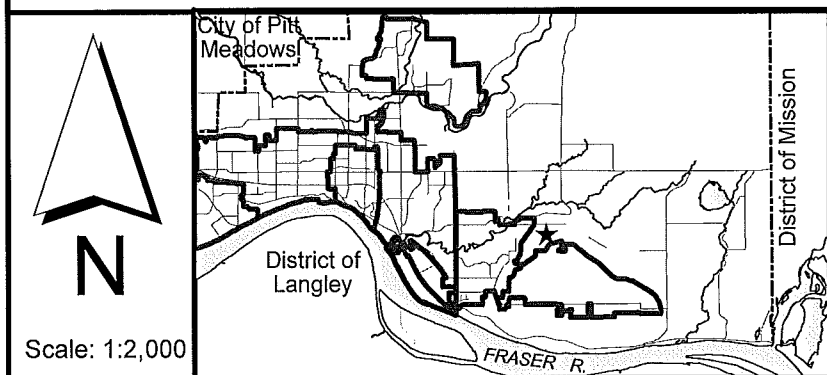 City of Pitt
Meadows
District of Mission
District of
Langley
N
Scale: 1:2,000
FRASER R.